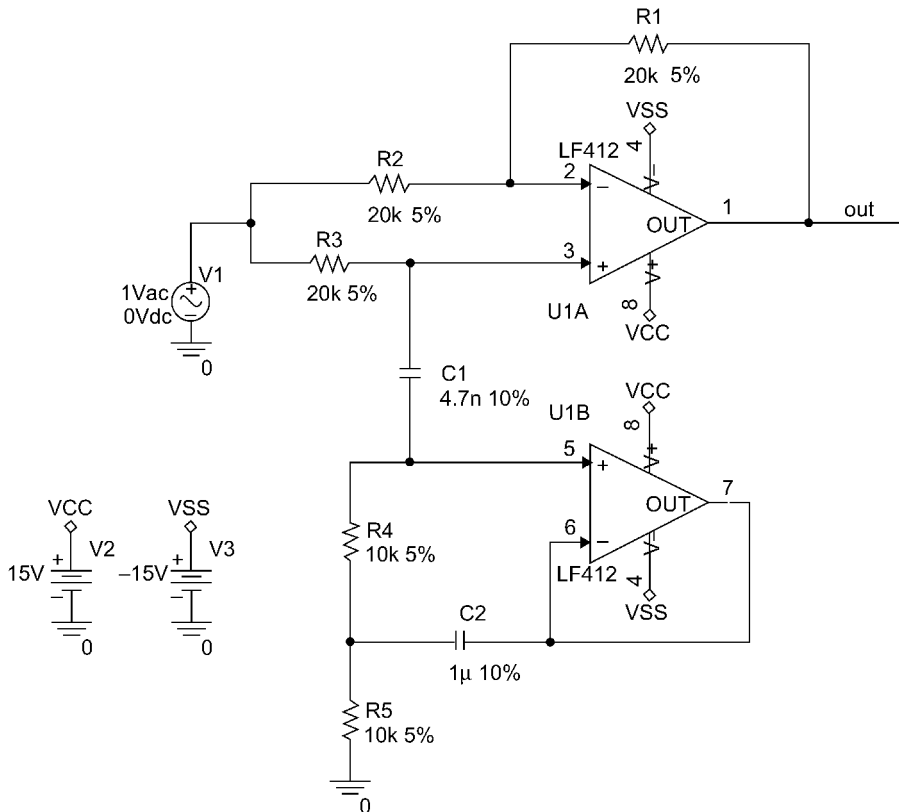 R1
20k 5%
VSS
4
V−
LF412
R2
2
−
20k 5%
OUT
1
out
R3
3
+
20k 5%
V+
8
VCC
U1A
V1
1Vac
0Vdc
+
−
0
C1
4.7n 10%
U1B
VCC
8
V+
5
+
OUT
7
6
−
LF412
V−
4
VSS
R4
10k 5%
VCC
V2
15V
+
−
0
VSS
V3
−15V
+
−
0
C2
1µ 10%
R5
10k 5%
0